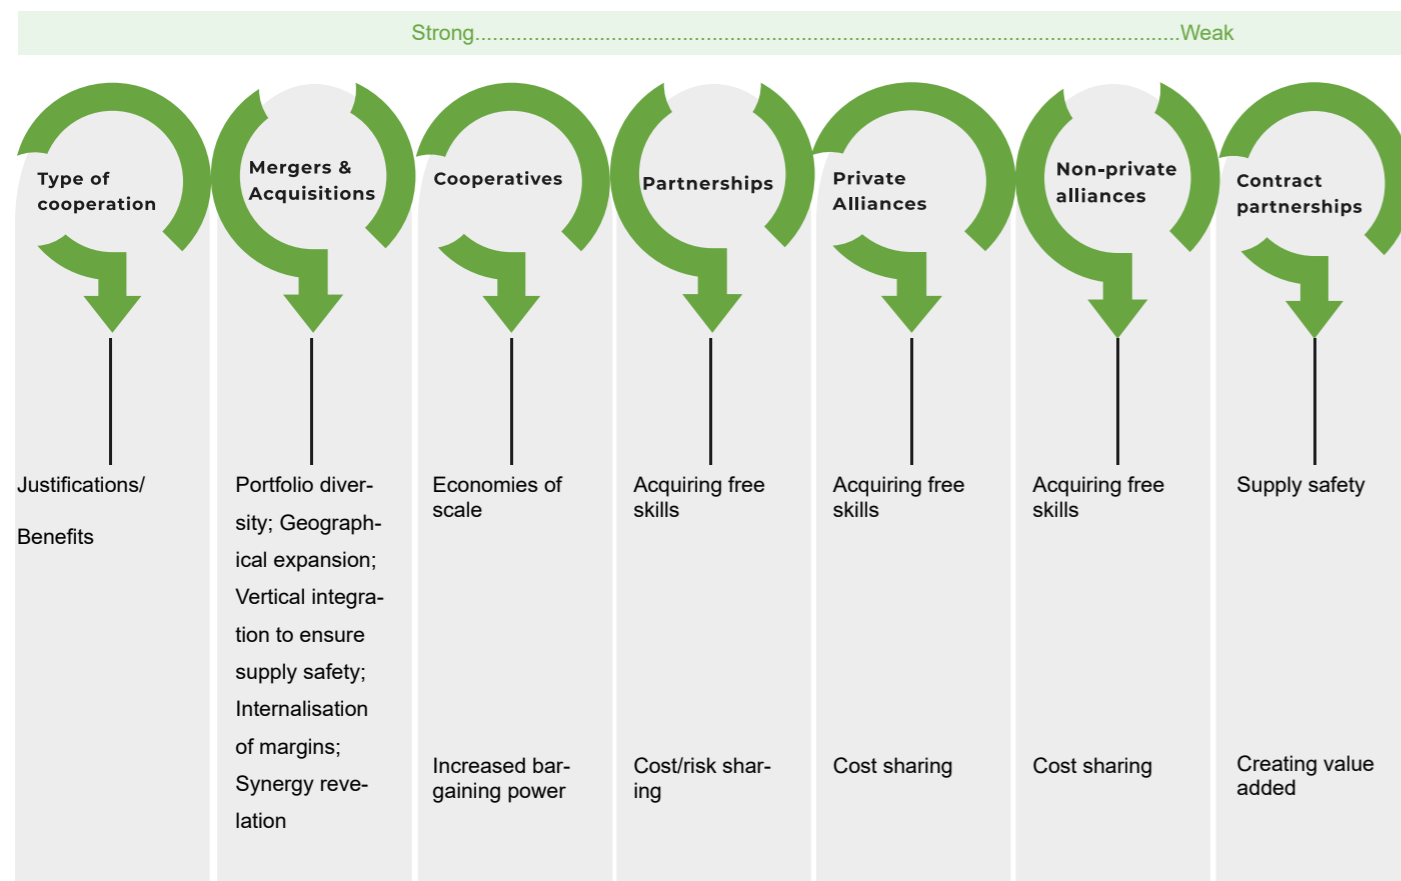 Strong........................................................................................................................Weak
Type of
cooperation
Mergers &
Acquisitions
Cooperatives
Partnerships
Private
Alliances
Non-private
alliances
Contract
partnerships
Justifications/
Benefits
Portfolio diver-
sity; Geograph-
ical expansion;
Vertical integra-
tion to ensure
supply safety;
Internalisation
of margins;
Synergy reve-
lation
Economies of
scale
Increased bar-
gaining power
Acquiring free
skills
Cost/risk shar-
ing
Acquiring free
skills
Cost sharing
Acquiring free
skills
Cost sharing
Supply safety
Creating value
added